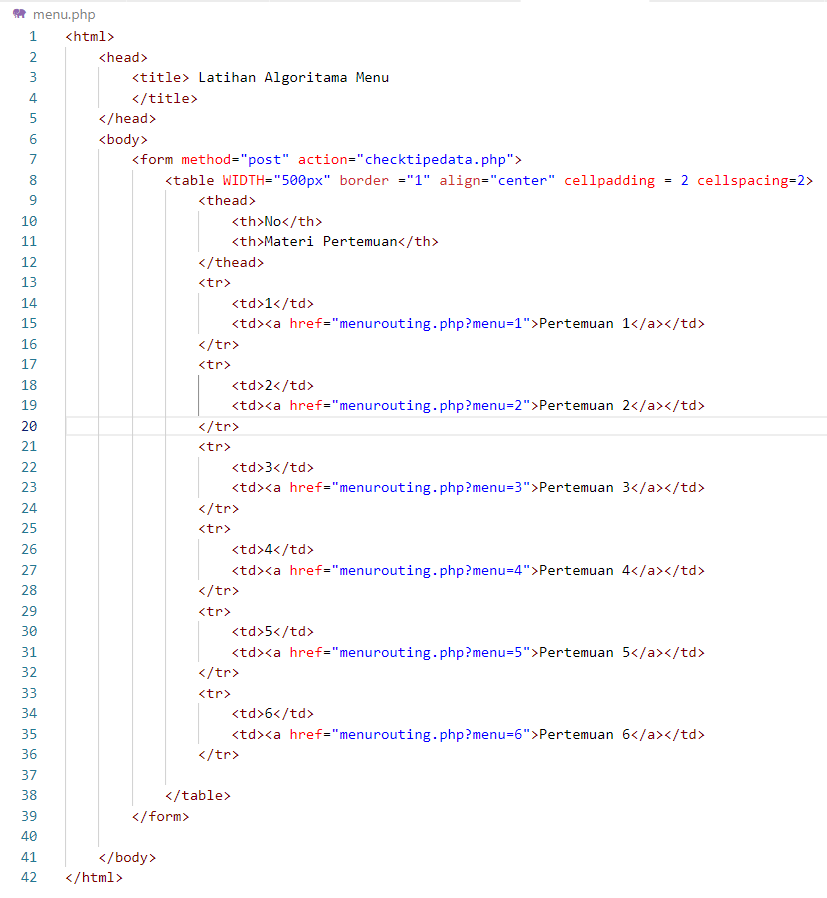 menu.php
1 <html>
2 <head>
3 <title> Latihan Algoritama Menu
4 </title>
5 </head>
6 <body>
7 <form method="post" action="checktipedata.php">
8 <table WIDTH="500px" border ="1" align="center" cellpadding = 2 cellspacing=2>
9 <thead>
10 <th>No</th>
11 <th>Materi Pertemuan</th>
12 </thead>
13 <tr>
14 <td>1</td>
15 <td><a href="menurouting.php?menu=1">Pertemuan 1</a></td>
16 </tr>
17 <tr>
18 <td>2</td>
19 <td><a href="menurouting.php?menu=2">Pertemuan 2</a></td>
20 </tr>
21 <tr>
22 <td>3</td>
23 <td><a href="menurouting.php?menu=3">Pertemuan 3</a></td>
24 </tr>
25 <tr>
26 <td>4</td>
27 <td><a href="menurouting.php?menu=4">Pertemuan 4</a></td>
28 </tr>
29 <tr>
30 <td>5</td>
31 <td><a href="menurouting.php?menu=5">Pertemuan 5</a></td>
32 </tr>
33 <tr>
34 <td>6</td>
35 <td><a href="menurouting.php?menu=6">Pertemuan 6</a></td>
36 </tr>
37
38 </table>
39 </form>
40
41 </body>
42 </html>